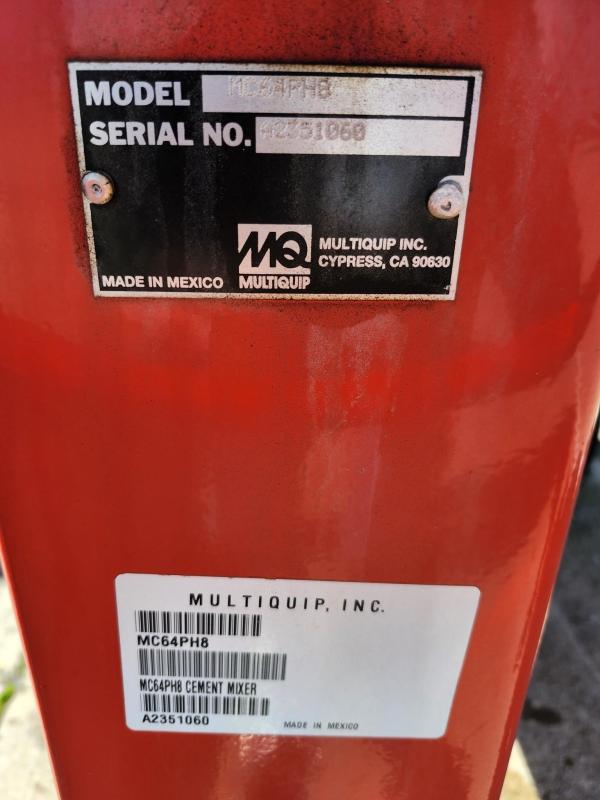 MODEL MC64PH8
SERIAL NO. A2351060
MQ
MULTIQUIP
MULTIQUIP INC.
CYPRESS, CA 90630
MADE IN MEXICO
MULTIQUIP, INC.
MC64PH8
MC64PH8 CEMENT MIXER
A2351060
MADE IN MEXICO